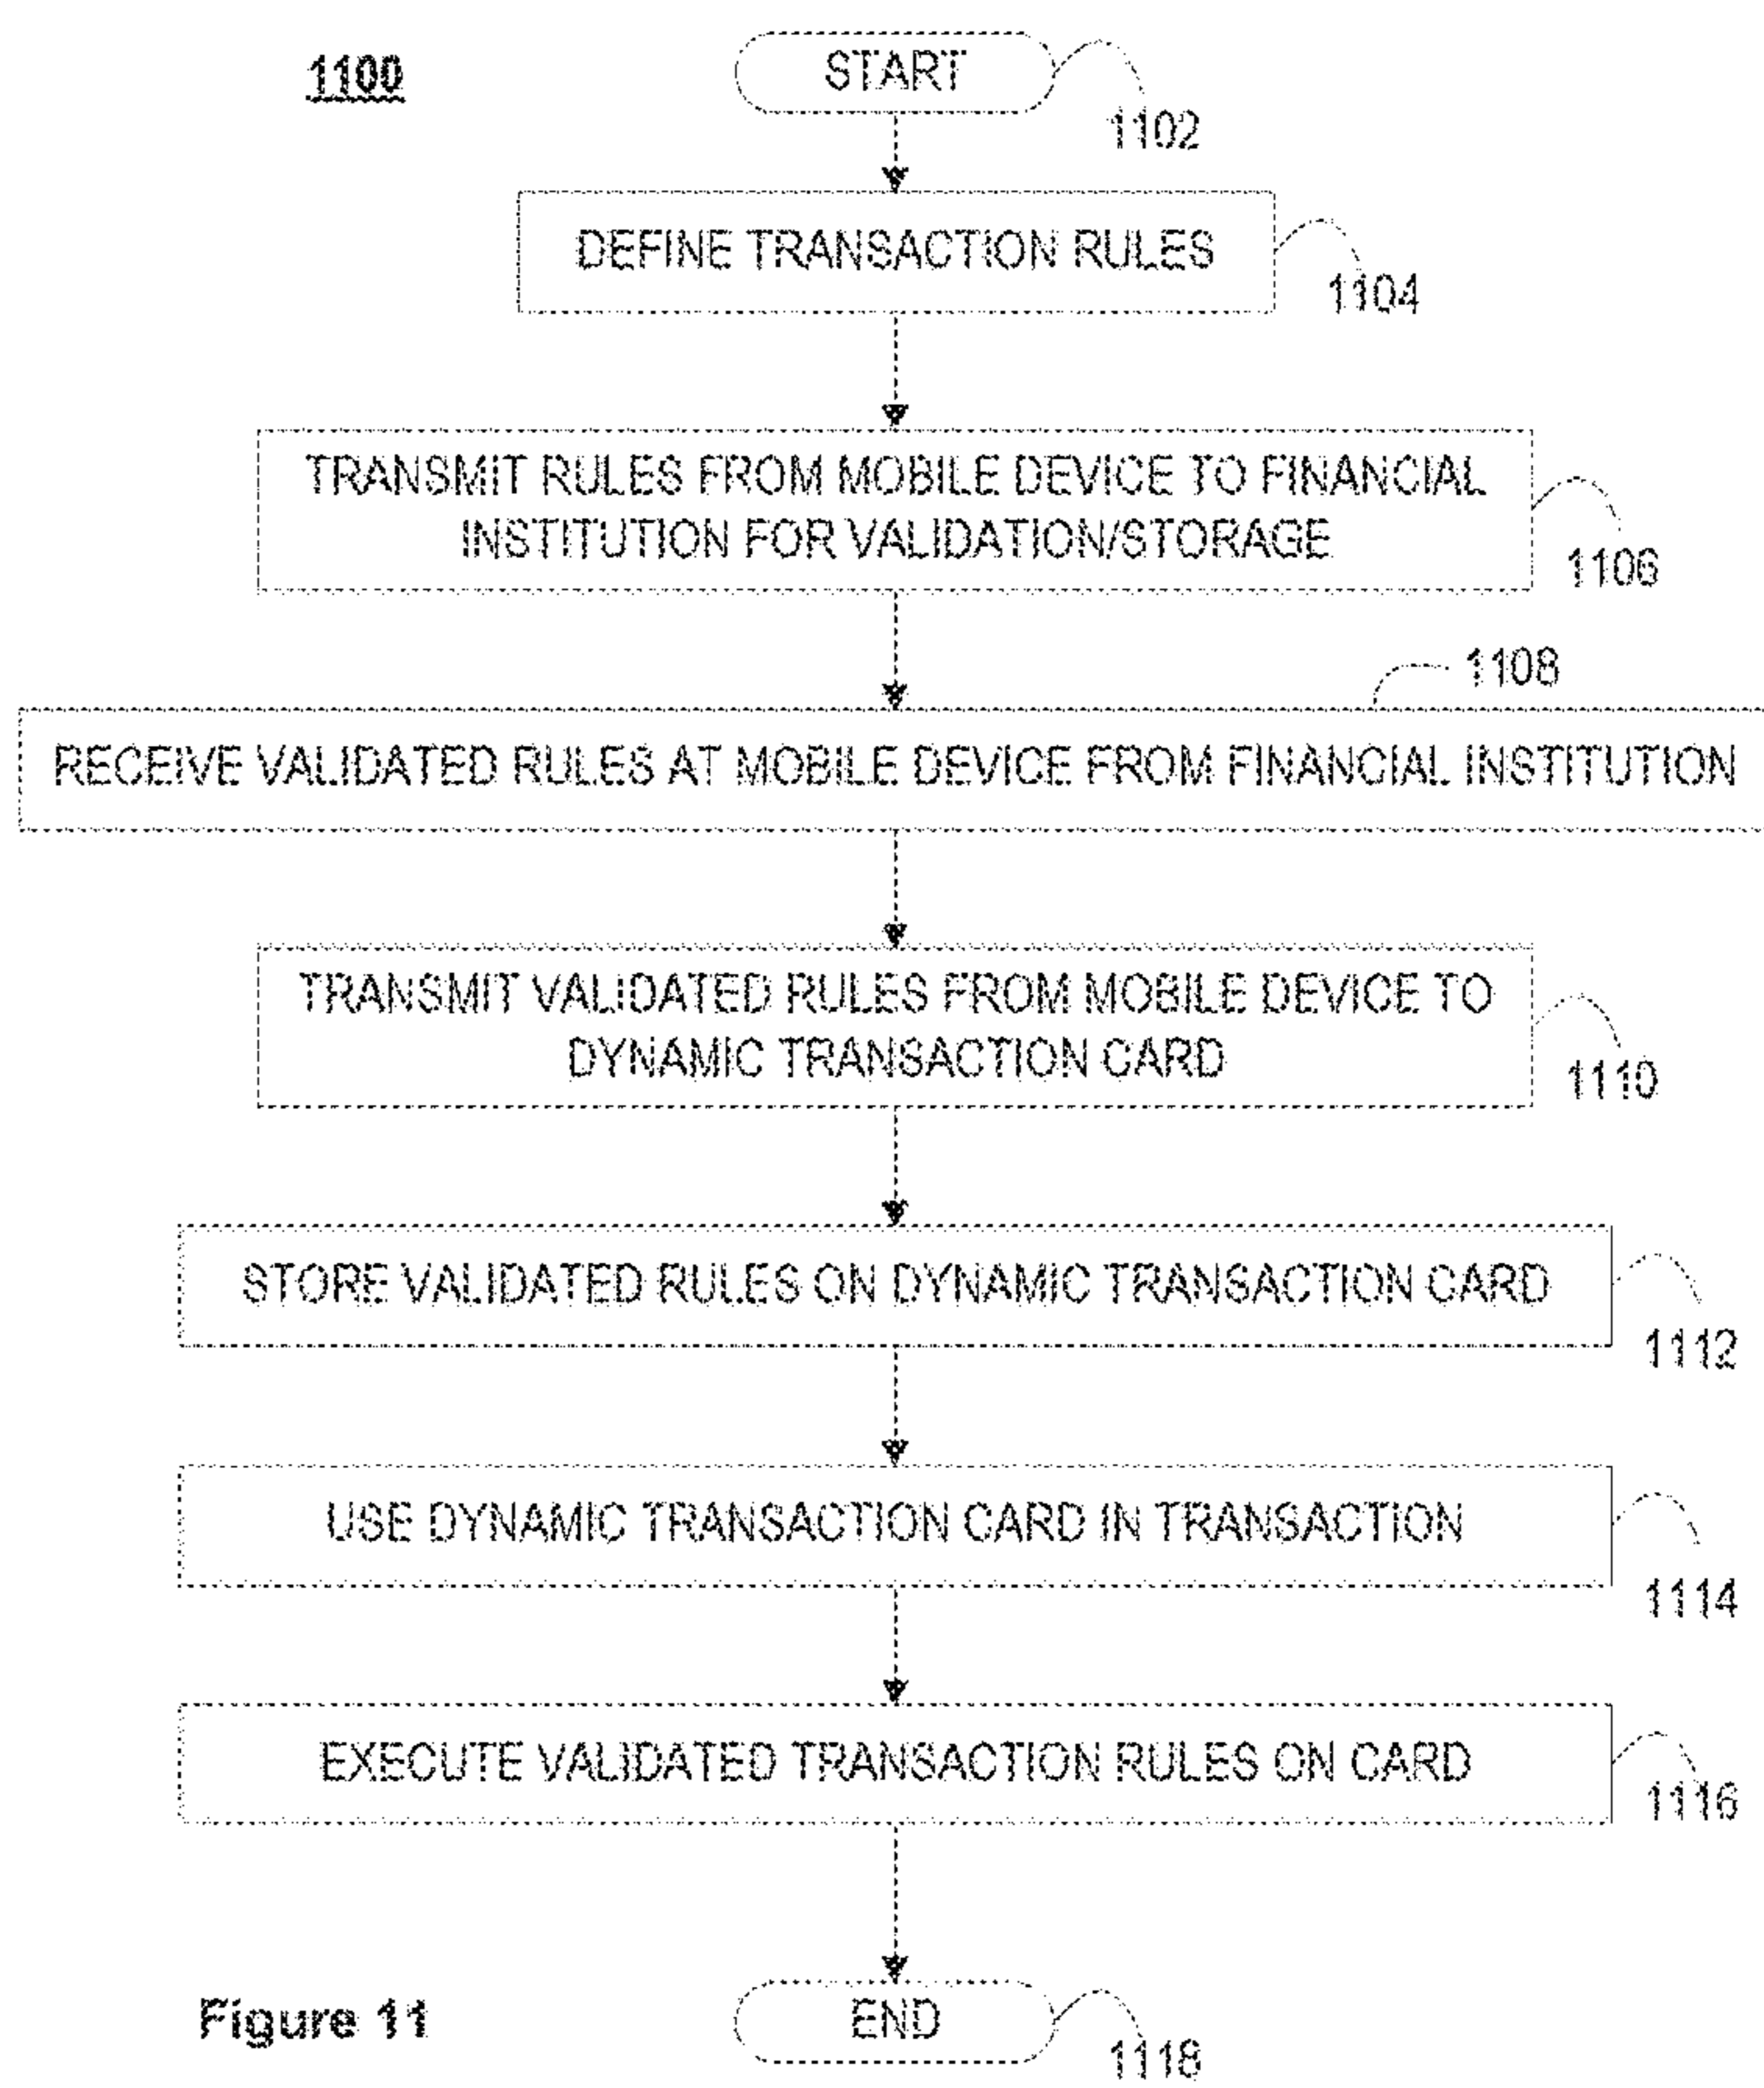 1100
START
1102
DEFINE TRANSACTION RULES
1104
TRANSMIT RULES FROM MOBILE DEVICE TO FINANCIAL
INSTITUTION FOR VALIDATION/STORAGE
1106
1108
RECEIVE VALIDATED RULES AT MOBILE DEVICE FROM FINANCIAL INSTITUTION
TRANSMIT VALIDATED RULES FROM MOBILE DEVICE TO
DYNAMIC TRANSACTION CARD
1110
STORE VALIDATED RULES ON DYNAMIC TRANSACTION CARD
1112
USE DYNAMIC TRANSACTION CARD IN TRANSACTION
1114
EXECUTE VALIDATED TRANSACTION RULES ON CARD
1116
END
1118
Figure 11